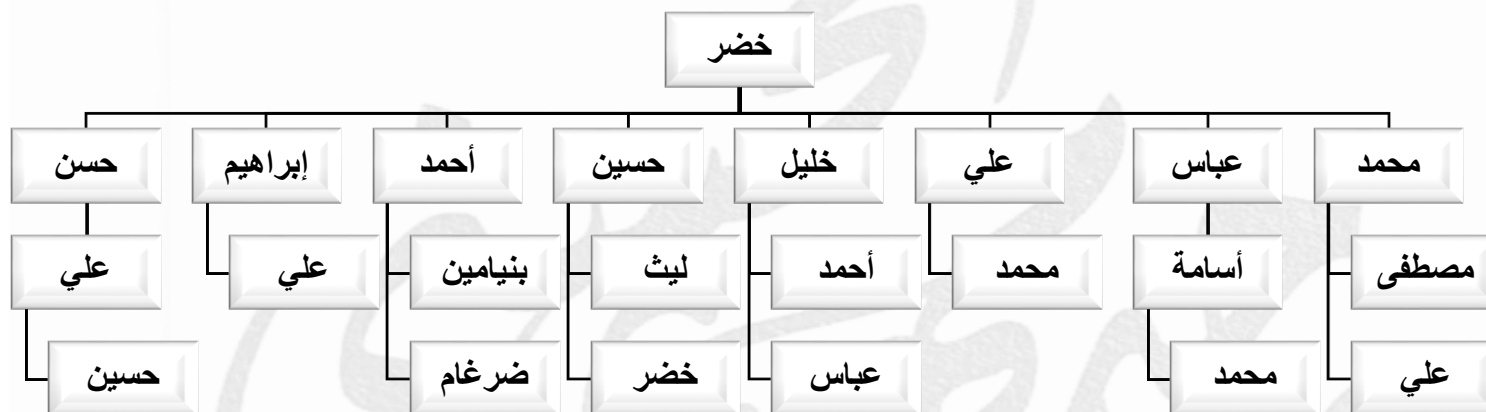 خضر
محمد
عباس
علي
خليل
حسين
أحمد
إبراهيم
حسن
مصطفى
أسامة
محمد
أحمد
ليث
بنيامين
علي
علي
علي
محمد
عباس
خضر
ضرغام
حسين